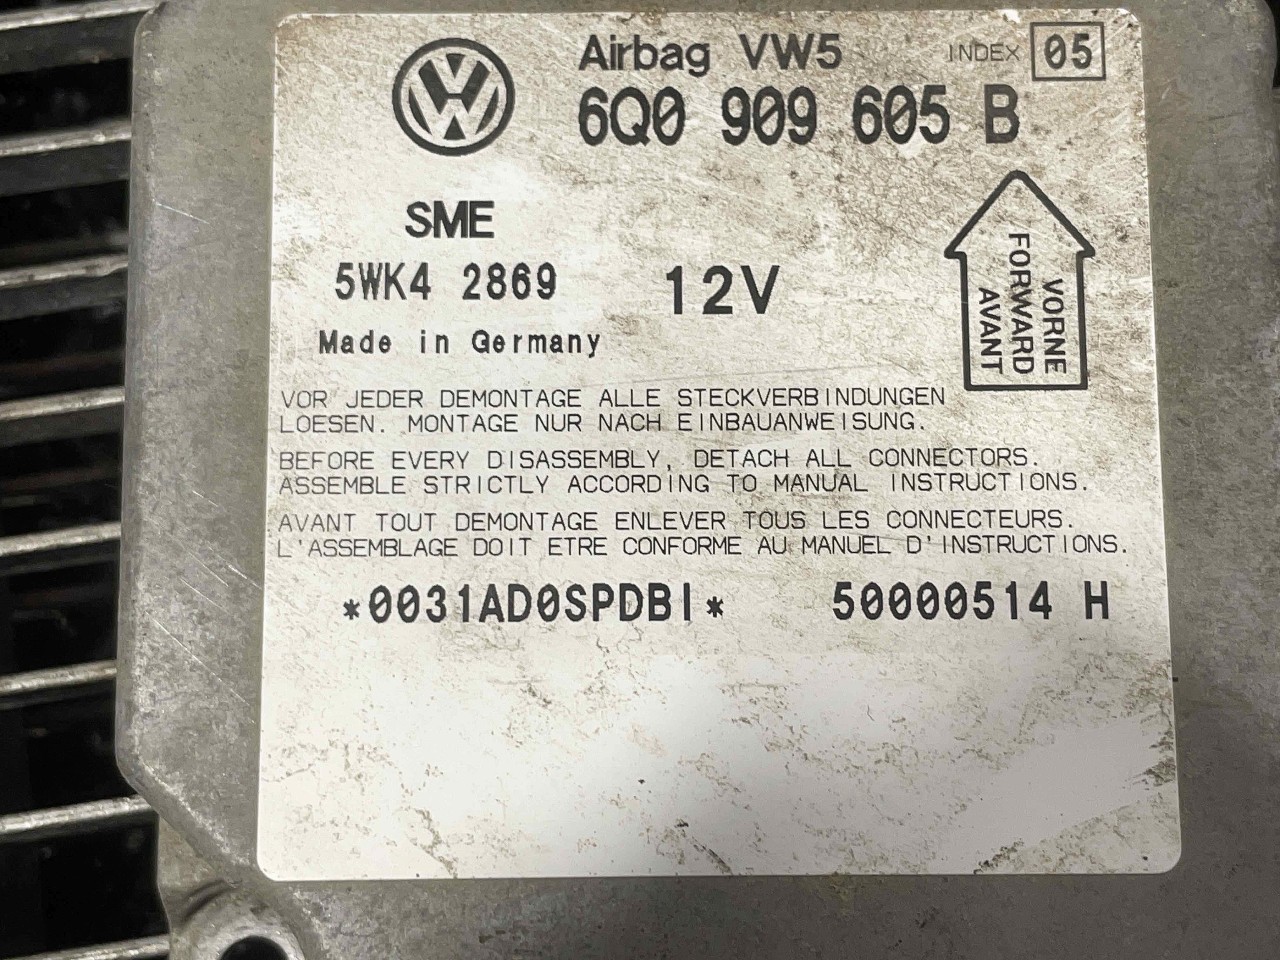 Airbag VW5 INDEX 05
6Q0 909 605 B
SME
5WK4 2869 12V
Made in Germany
VORNE
FORWARD
AVANT
VOR JEDER DEMONTAGE ALLE STECKVERBINDUNGEN
LOESEN. MONTAGE NUR NACH EINBAUANWEISUNG.
BEFORE EVERY DISASSEMBLY, DETACH ALL CONNECTORS.
ASSEMBLE STRICTLY ACCORDING TO MANUAL INSTRUCTIONS.
AVANT TOUT DEMONTAGE ENLEVER TOUS LES CONNECTEURS.
L'ASSEMBLAGE DOIT ETRE CONFORME AU MANUEL D'INSTRUCTIONS.
*0031AD0SPDBI* 50000514 H